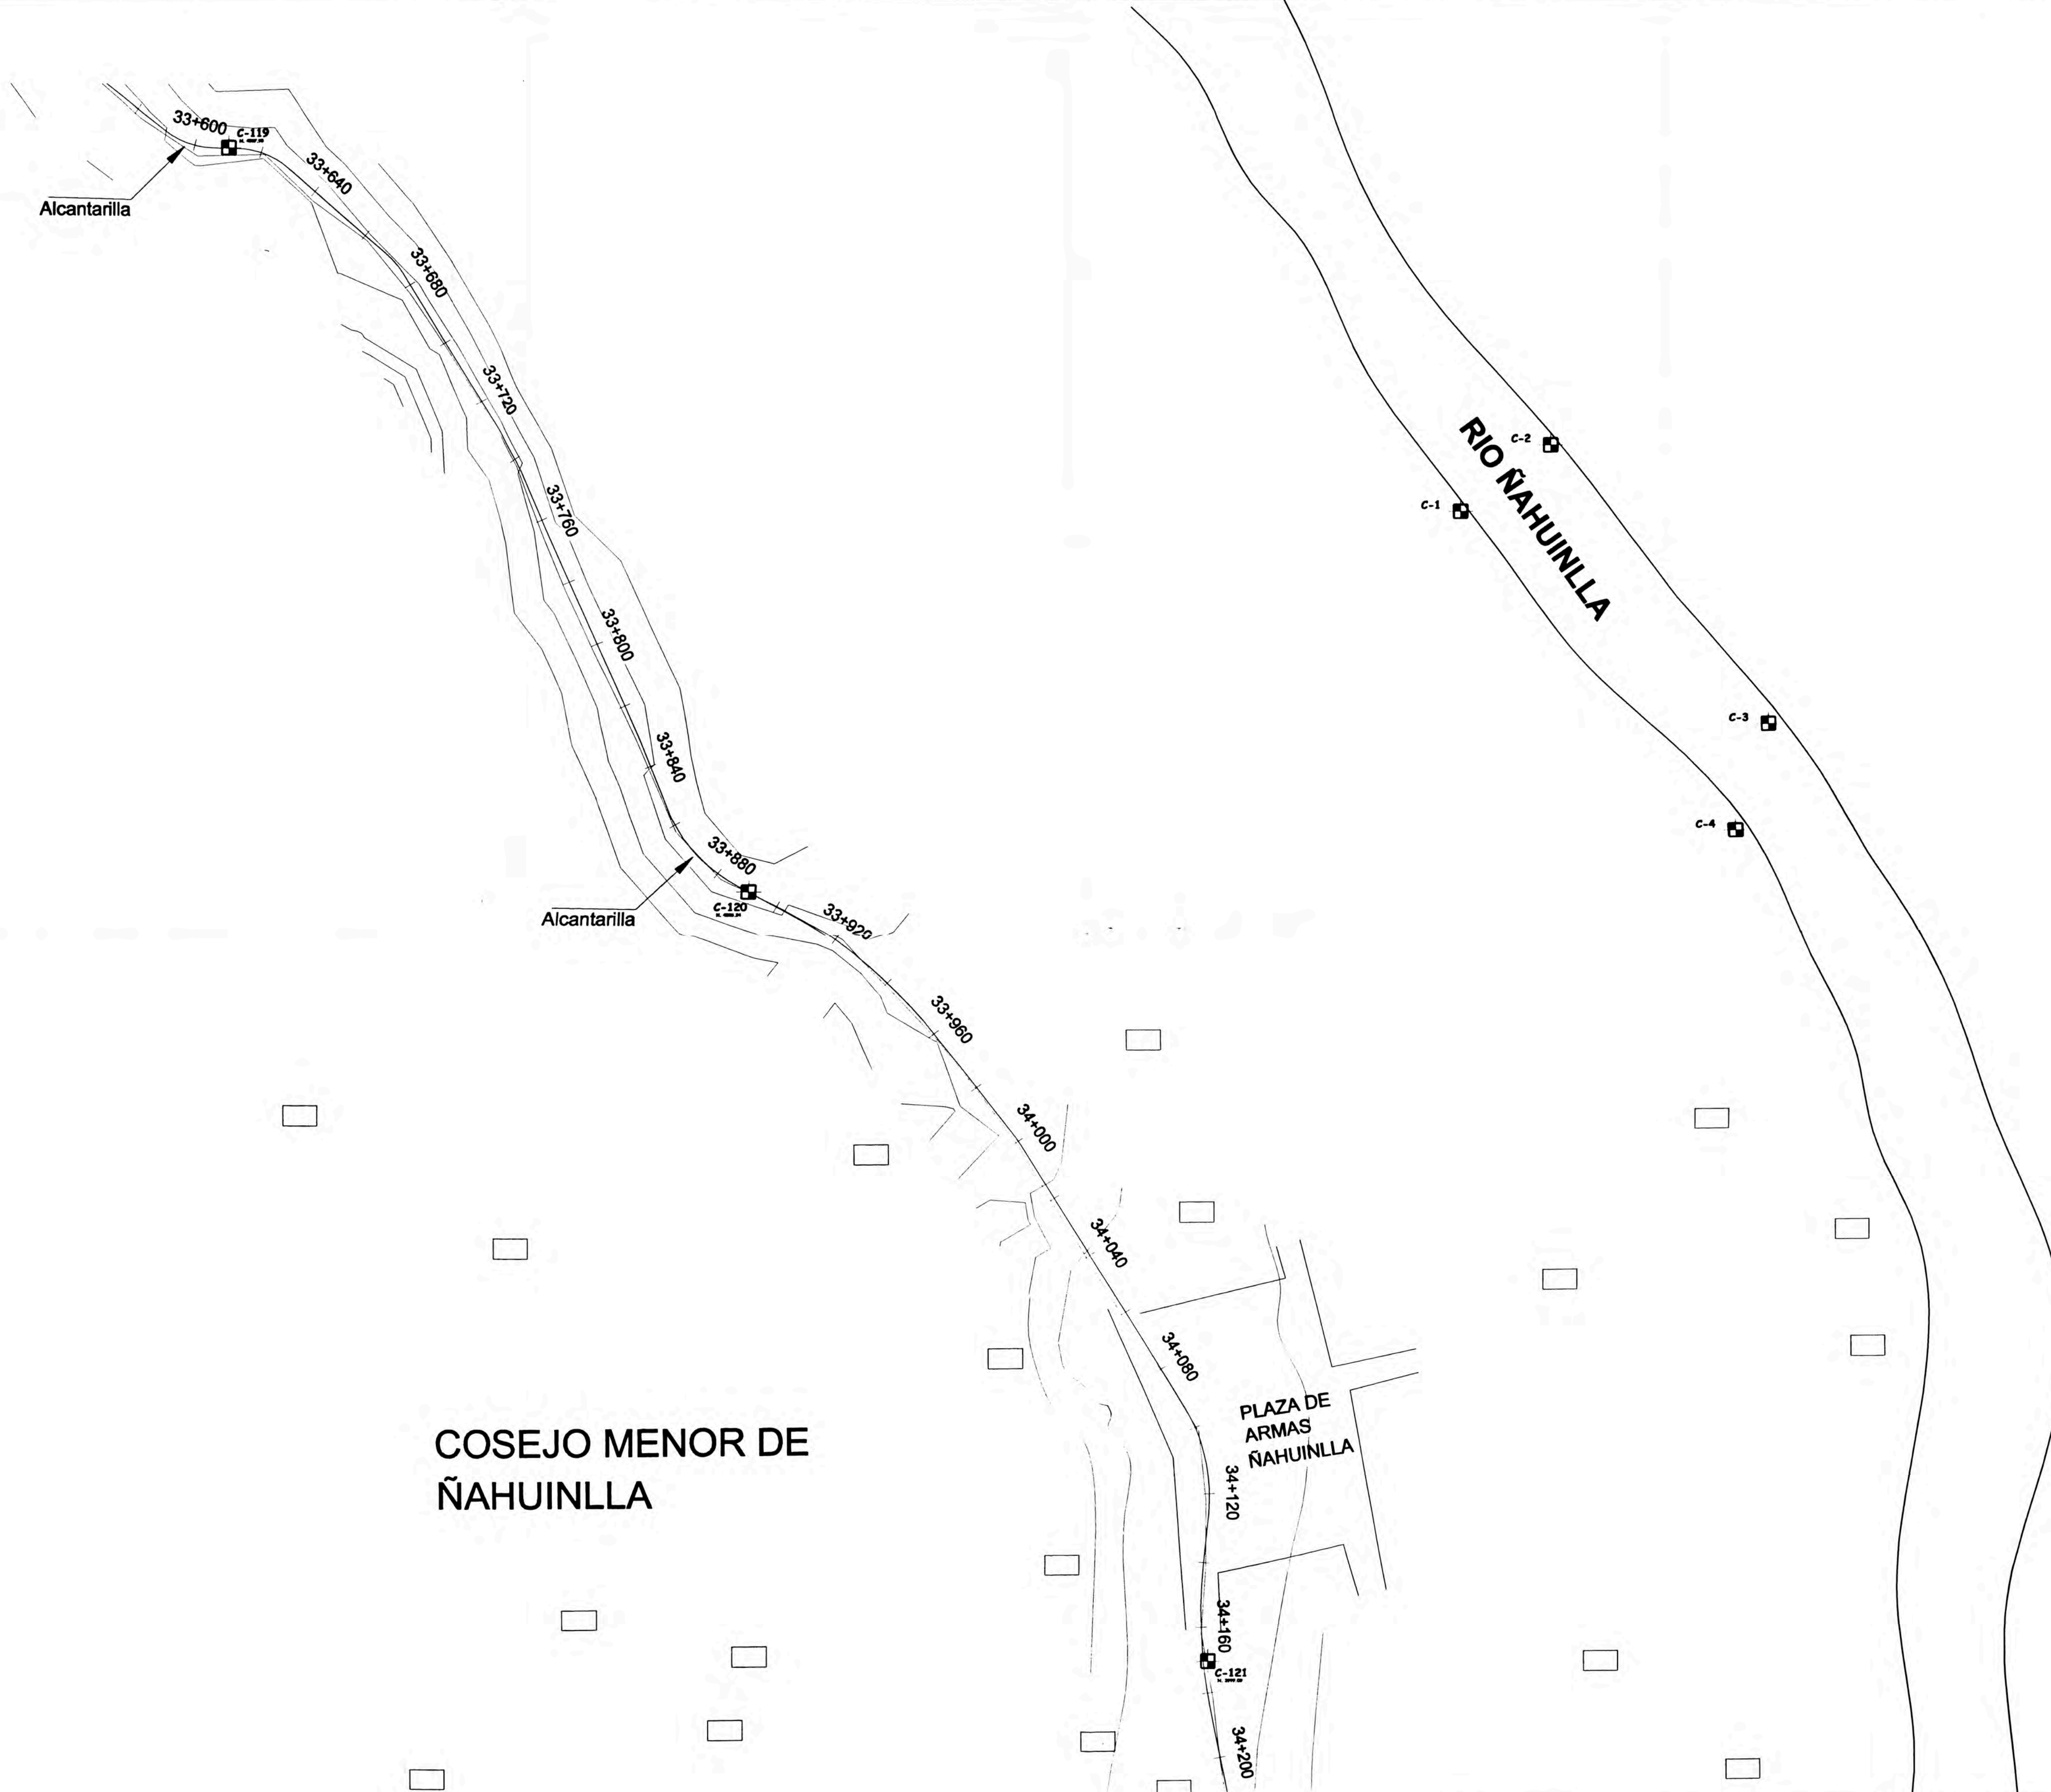 33+600
C-119
33+640
Alcantarilla
33+680
33+720
RIO ÑAHUINLLA
C-2
C-1
33+760
33+800
C-3
33+840
C-4
33+880
C-120
Alcantarilla
33+920
33+960
34+000
34+040
34+080
PLAZA DE
ARMAS
ÑAHUINLLA
COSEJO MENOR DE
ÑAHUINLLA
34+120
34+160
C-121
34+200